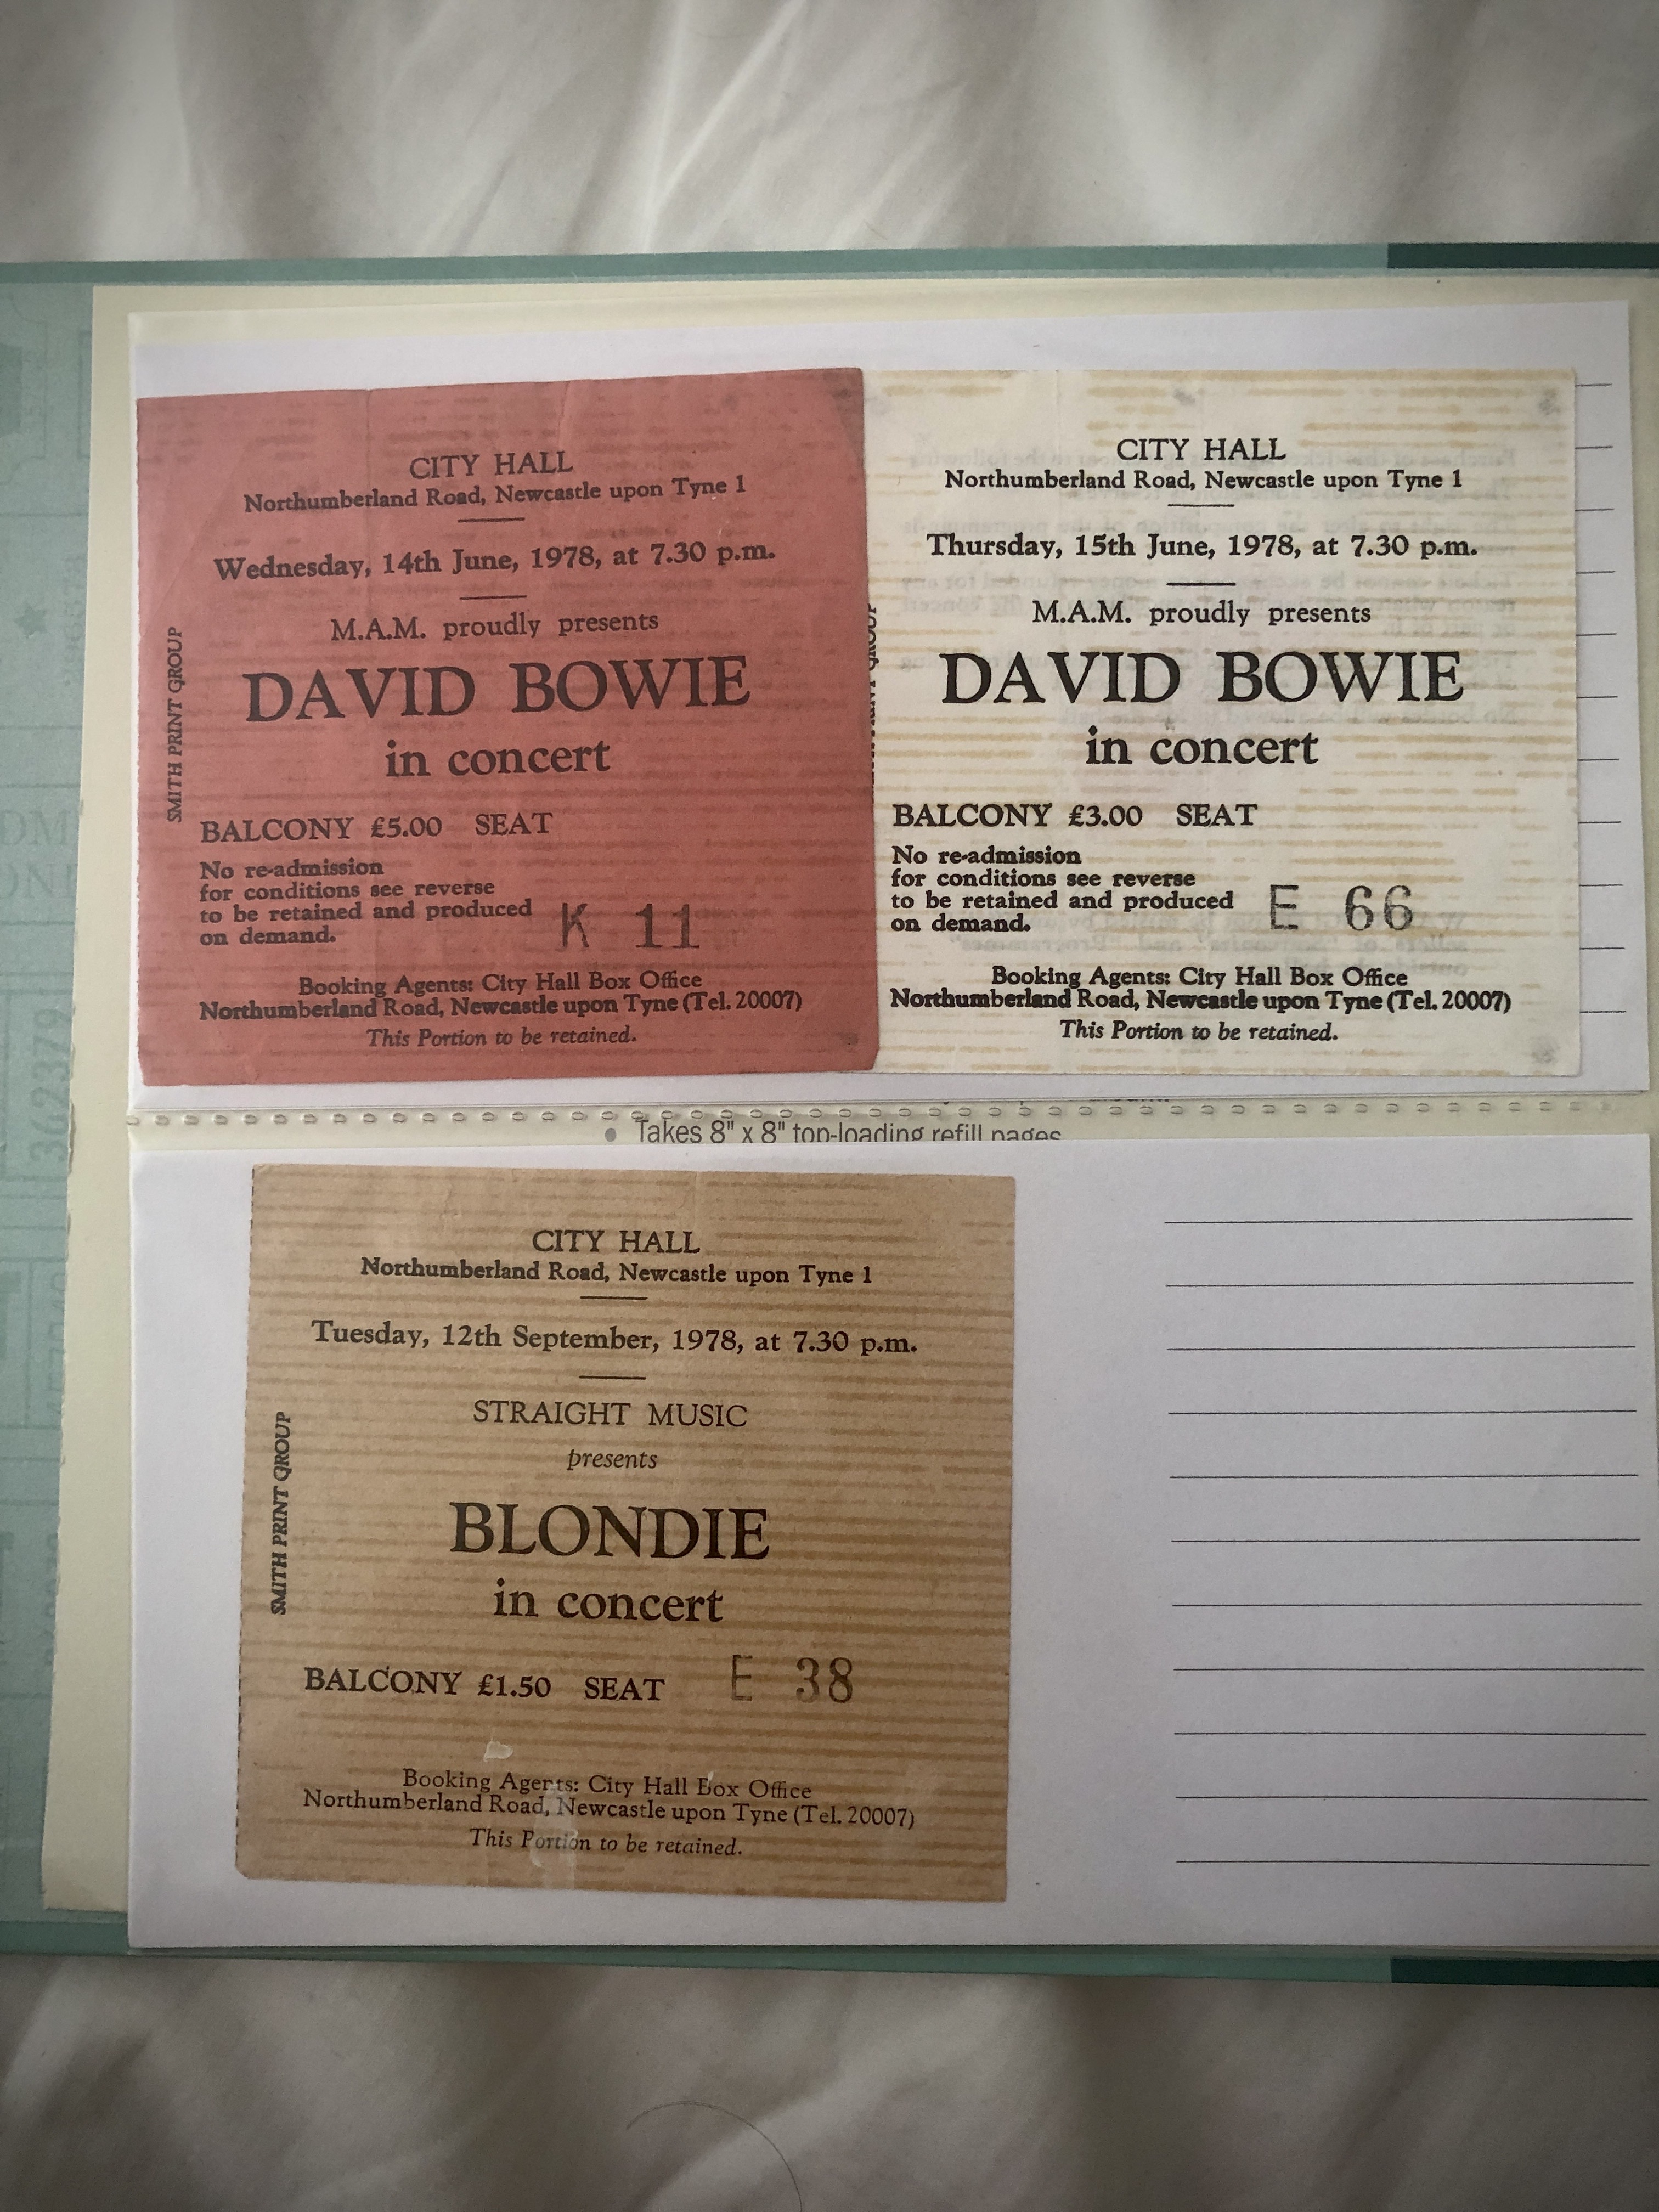 CITY HALL
Northumberland Road, Newcastle upon Tyne 1
Wednesday, 14th June, 1978, at 7.30 p.m.
M.A.M. proudly presents
DAVID BOWIE
in concert
BALCONY £5.00 SEAT
No re-admission
for conditions see reverse
to be retained and produced
on demand.
K 11
Booking Agents: City Hall Box Office
Northumberland Road, Newcastle upon Tyne (Tel. 20007)
This Portion to be retained.
SMITH PRINT GROUP
CITY HALL
Northumberland Road, Newcastle upon Tyne 1
Thursday, 15th June, 1978, at 7.30 p.m.
M.A.M. proudly presents
DAVID BOWIE
in concert
BALCONY £3.00 SEAT
No re-admission
for conditions see reverse
to be retained and produced
on demand.
E 66
Booking Agents: City Hall Box Office
Northumberland Road, Newcastle upon Tyne (Tel. 20007)
This Portion to be retained.
Takes 8" x 8" top-loading refill pages
CITY HALL
Northumberland Road, Newcastle upon Tyne 1
Tuesday, 12th September, 1978, at 7.30 p.m.
STRAIGHT MUSIC
presents
BLONDIE
in concert
BALCONY £1.50 SEAT E 38
Booking Agents: City Hall Box Office
Northumberland Road, Newcastle upon Tyne (Tel. 20007)
This Portion to be retained.
SMITH PRINT GROUP